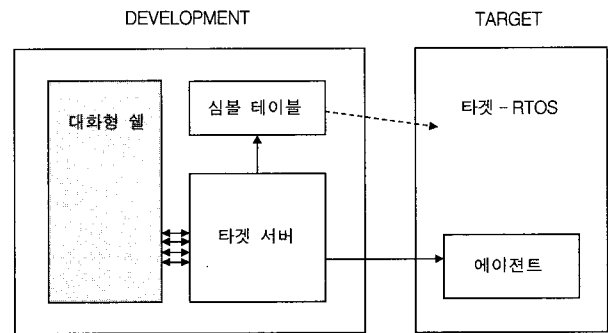 DEVELOPMENT
TARGET
대화형 쉘
심볼 테이블
타겟 서버
타겟 – RTOS
에이젼트